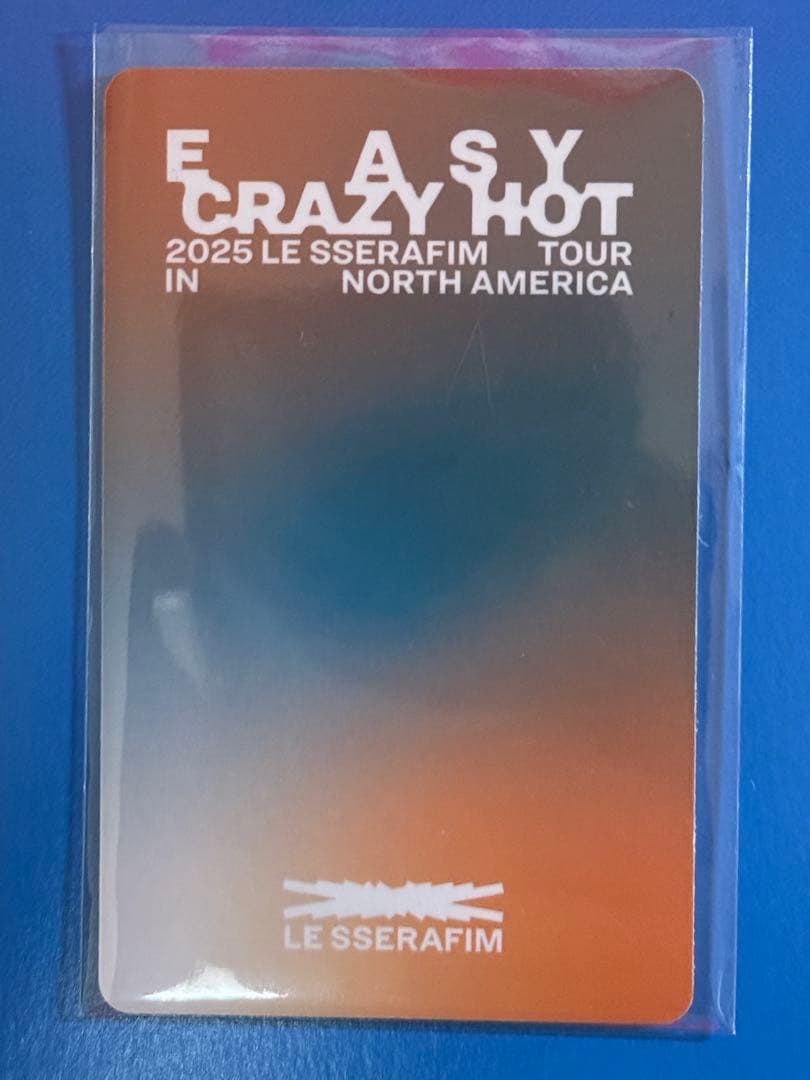 E A S Y
CRAZY HOT
2025 LE SSERAFIM TOUR
IN NORTH AMERICA
LE SSERAFIM